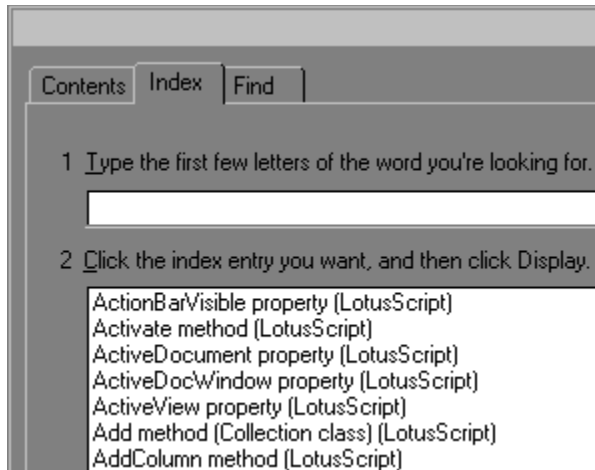 Contents Index Find
1 Type the first few letters of the word you're looking for.
2 Click the index entry you want, and then click Display.
ActionBarVisible property (LotusScript)
Activate method (LotusScript)
ActiveDocument property (LotusScript)
ActiveDocWindow property (LotusScript)
ActiveView property (LotusScript)
Add method (Collection class) (LotusScript)
AddColumn method (LotusScript)